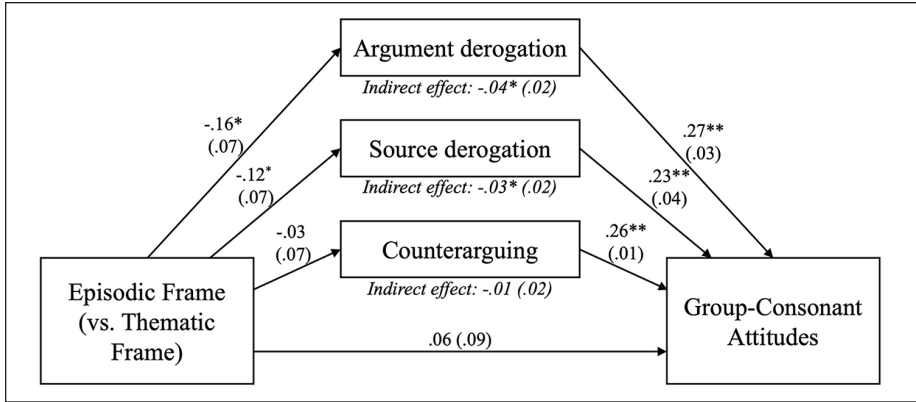 Argument derogation
Indirect effect: -.04* (.02)
-.16*
(.07)
.27**
(.03)
Source derogation
Indirect effect: -.03* (.02)
-.12*
(.07)
.23**
(.04)
-.03
(.07)
Counterarguing
Indirect effect: -.01 (.02)
.26**
(.01)
Episodic Frame
(vs. Thematic
Frame)
.06 (.09)
Group-Consonant
Attitudes